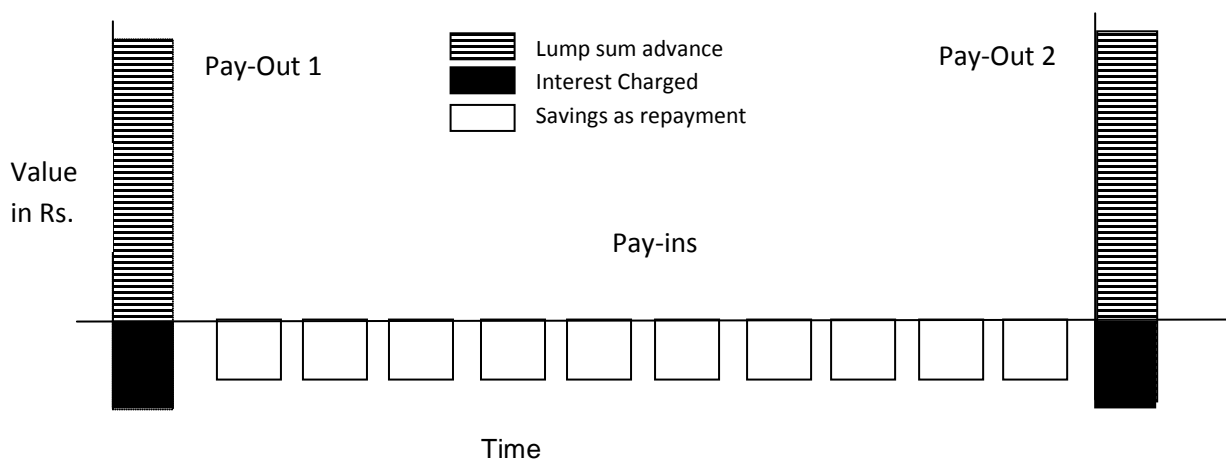 Lump sum advance
Pay-Out 1
Pay-Out 2
Interest Charged
Savings as repayment
Value
in Rs.
Pay-ins
Time